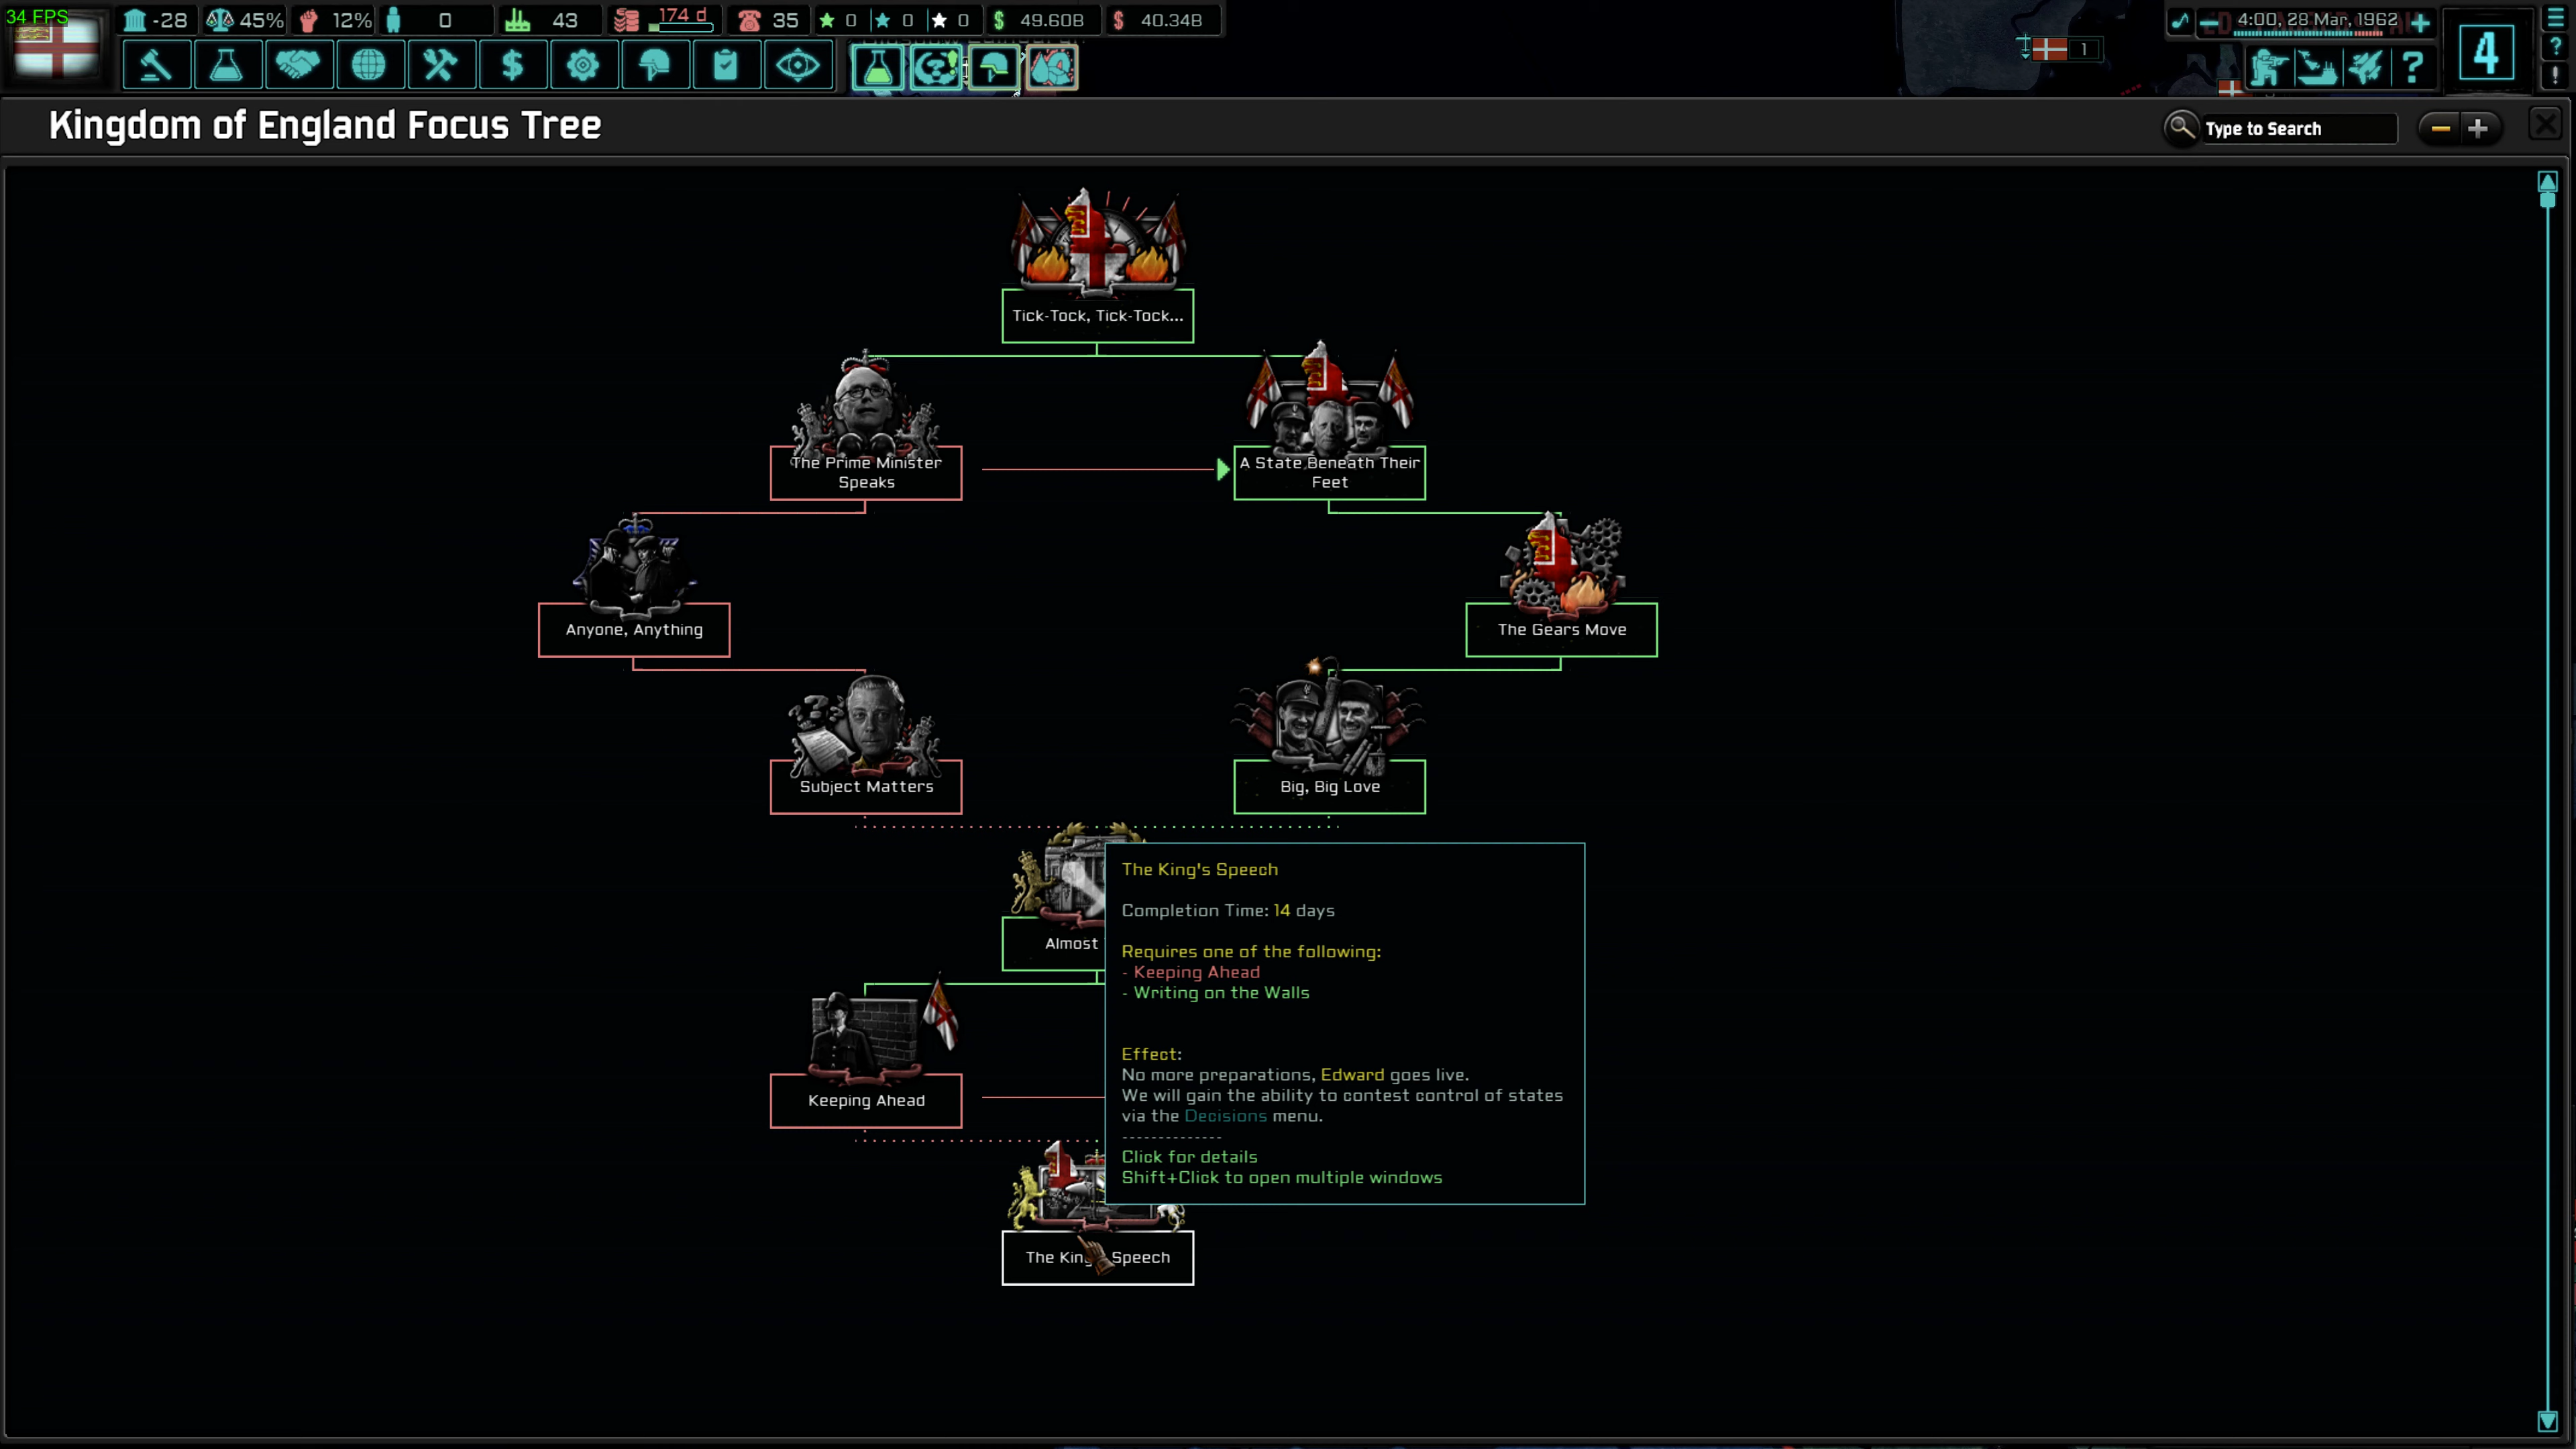 34 FPS
-28
45%
12%
0
43
174 d
35
0
0
0
$ 49.60B
$ 40.34B
4:00, 28 Mar, 1962
1
4
Kingdom of England Focus Tree
Type to Search
Tick-Tock, Tick-Tock...
The Prime Minister
Speaks
A State Beneath Their
Feet
Anyone, Anything
The Gears Move
Subject Matters
Big, Big Love
Almost
Keeping Ahead
The King's Speech
Completion Time: 14 days
Requires one of the following:
- Keeping Ahead
- Writing on the Walls
Effect:
No more preparations, Edward goes live.
We will gain the ability to contest control of states
via the Decisions menu.
--------------
Click for details
Shift+Click to open multiple windows
The King Speech